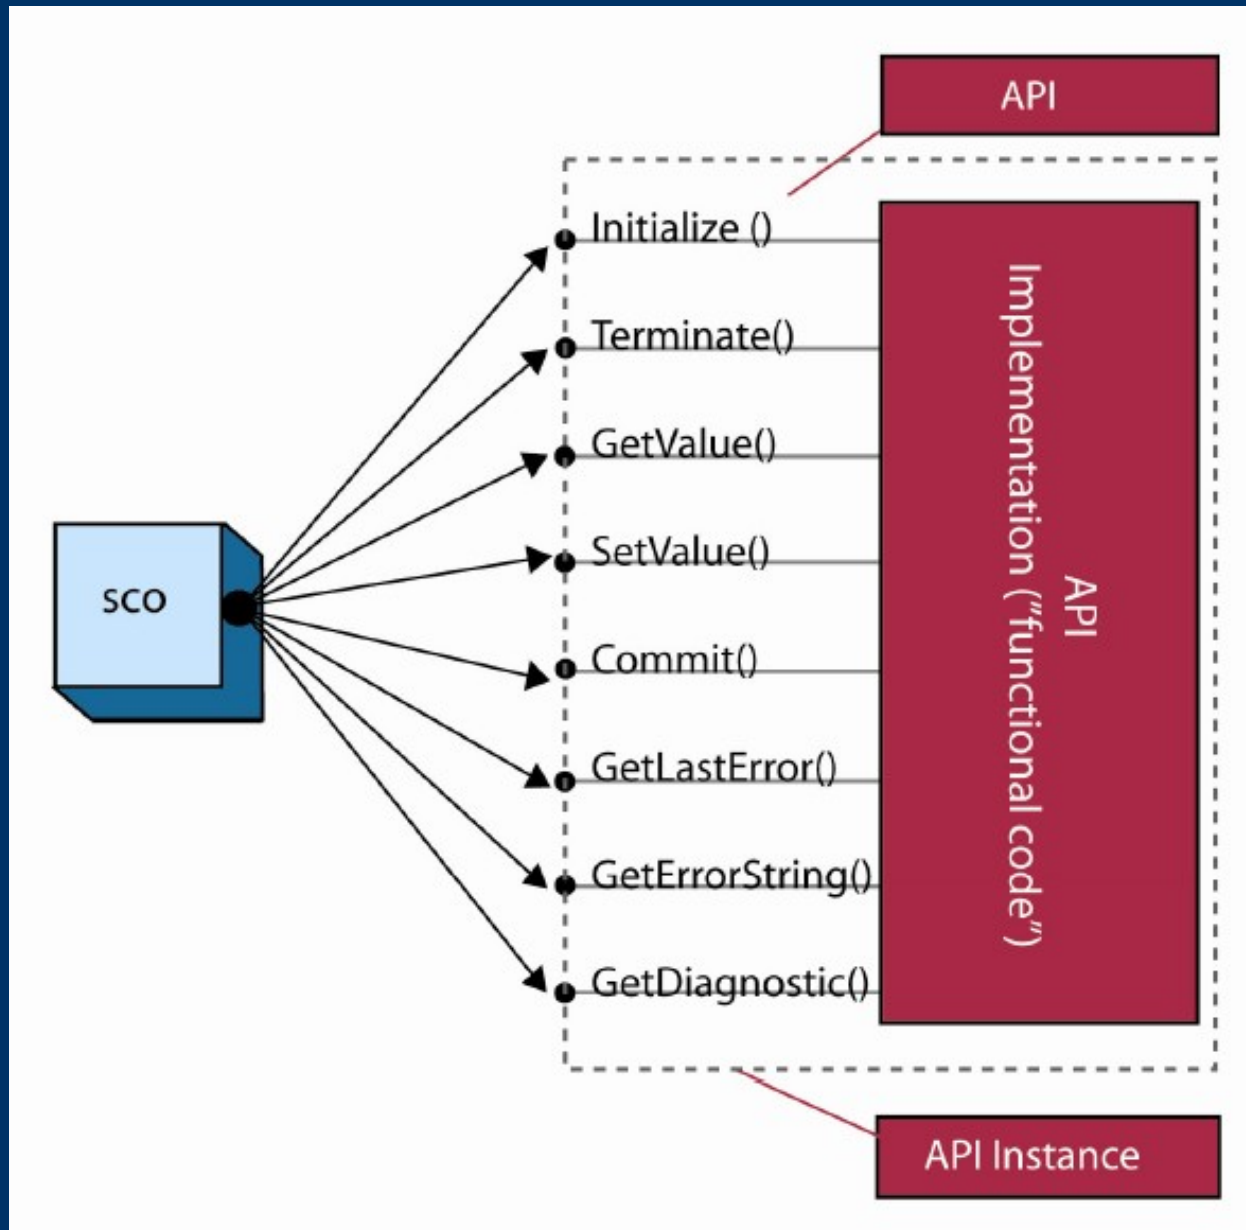 API
Initialize ()
Terminate()
GetValue()
SetValue()
Commit()
GetLastError()
GetErrorString()
GetDiagnostic()
SCO
API
Implementation ("functional code")
API Instance